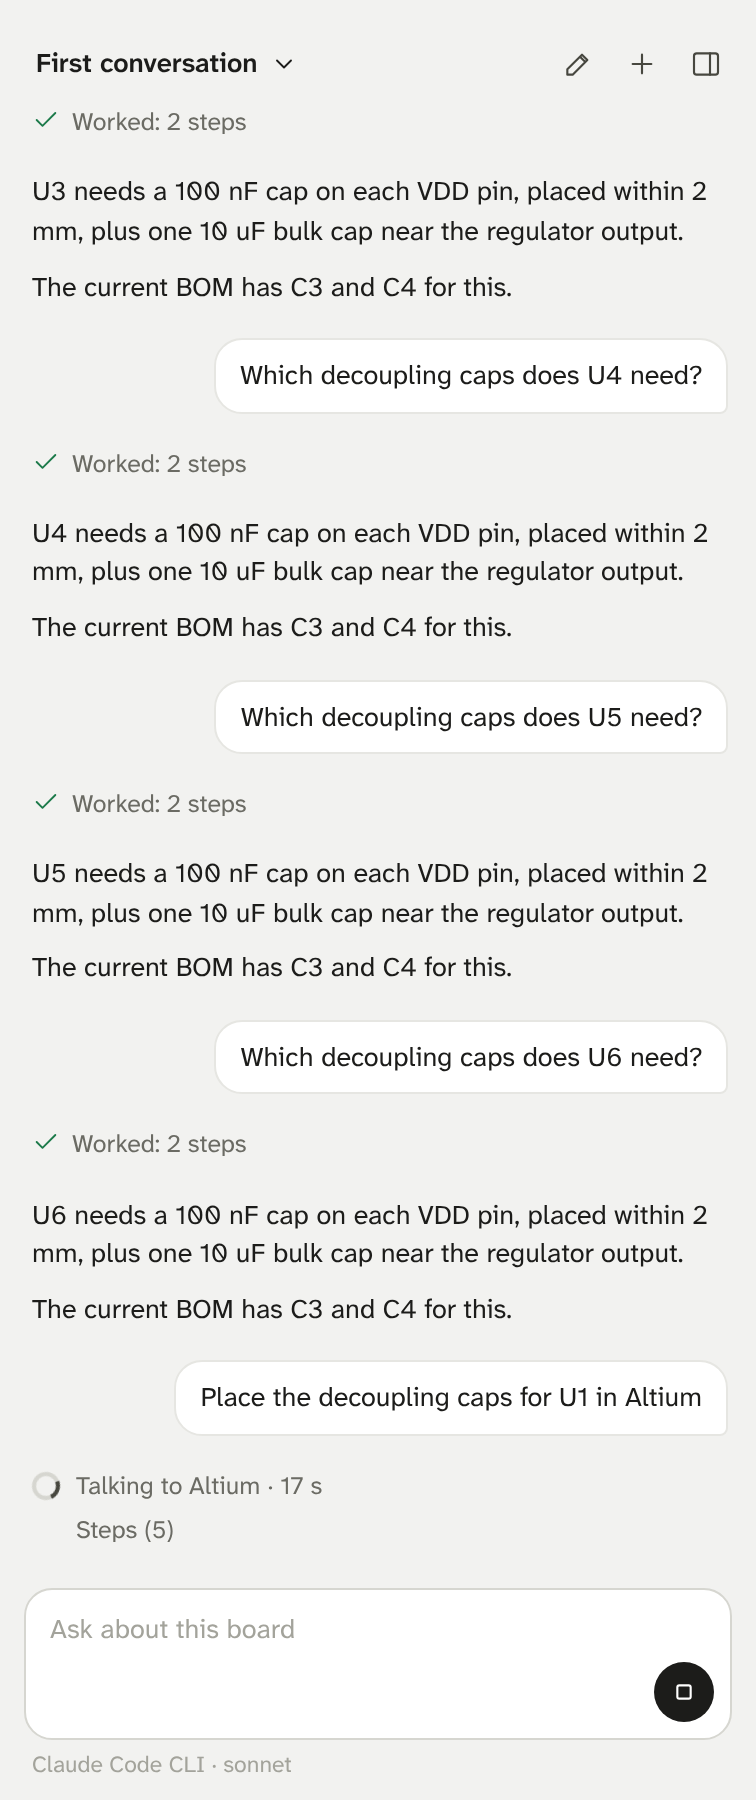 First conversation
Worked: 2 steps
U3 needs a 100 nF cap on each VDD pin, placed within 2
mm, plus one 10 uF bulk cap near the regulator output.
The current BOM has C3 and C4 for this.
Which decoupling caps does U4 need?
Worked: 2 steps
U4 needs a 100 nF cap on each VDD pin, placed within 2
mm, plus one 10 uF bulk cap near the regulator output.
The current BOM has C3 and C4 for this.
Which decoupling caps does U5 need?
Worked: 2 steps
U5 needs a 100 nF cap on each VDD pin, placed within 2
mm, plus one 10 uF bulk cap near the regulator output.
The current BOM has C3 and C4 for this.
Which decoupling caps does U6 need?
Worked: 2 steps
U6 needs a 100 nF cap on each VDD pin, placed within 2
mm, plus one 10 uF bulk cap near the regulator output.
The current BOM has C3 and C4 for this.
Place the decoupling caps for U1 in Altium
Talking to Altium · 17 s
Steps (5)
Ask about this board
Claude Code CLI · sonnet